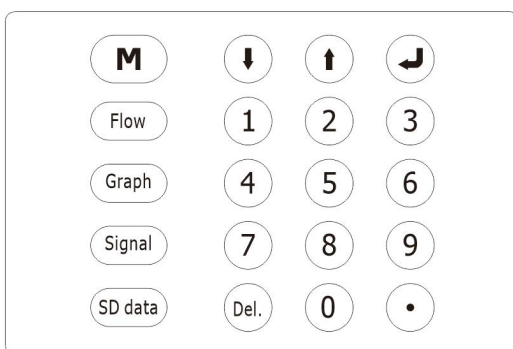 M ⬇ ⬆ ↵
Flow 1 2 3
Graph 4 5 6
Signal 7 8 9
SD data Del. 0 •